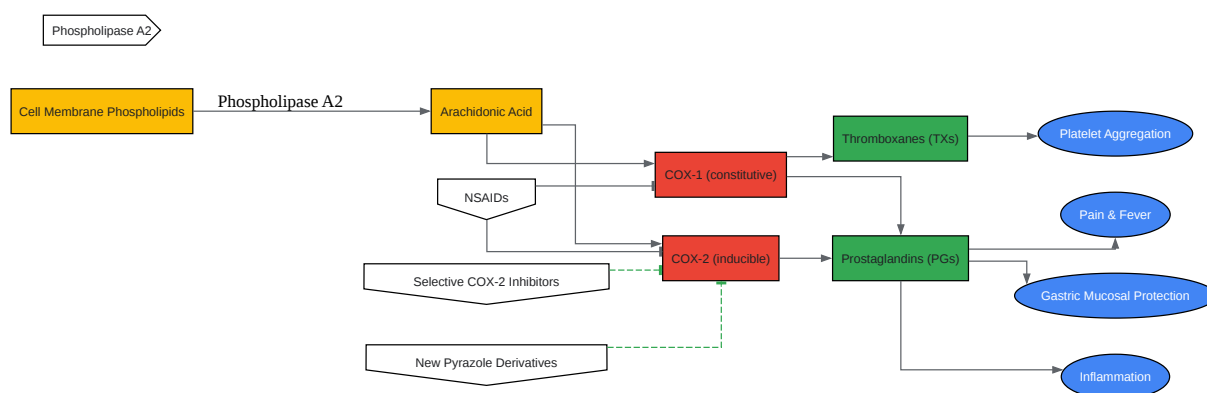 Phospholipase A2
Cell Membrane Phospholipids
Phospholipase A2
Arachidonic Acid
Thromboxanes (TXs)
Platelet Aggregation
COX-1 (constitutive)
NSAIDs
Pain & Fever
COX-2 (inducible)
Prostaglandins (PGs)
Selective COX-2 Inhibitors
Gastric Mucosal Protection
New Pyrazole Derivatives
Inflammation